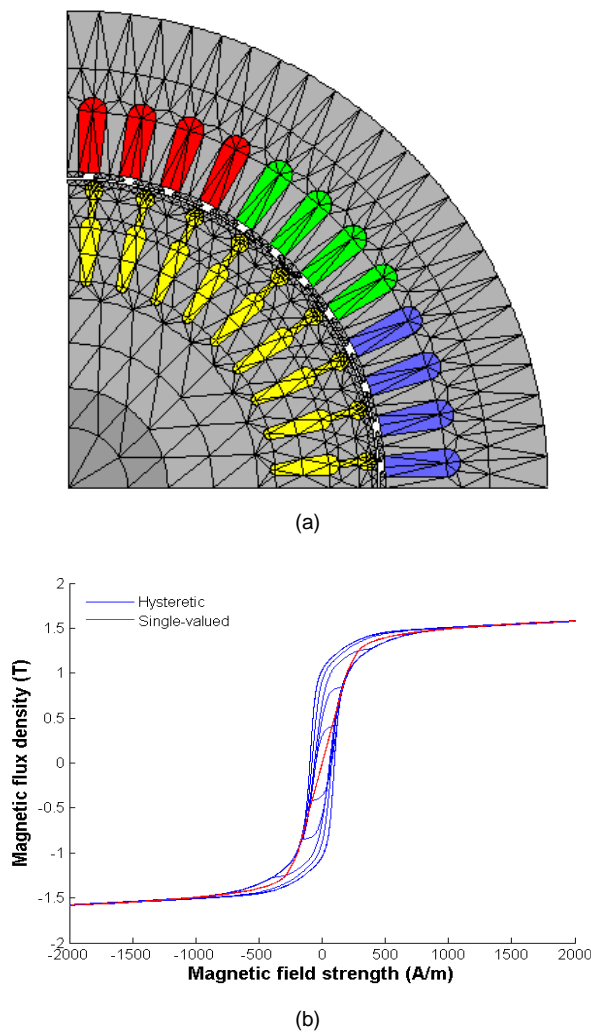 (a)
Hysteretic
Single-valued
Magnetic flux density (T)
2
1.5
1
0.5
0
-0.5
-1
-1.5
-2
-2000 -1500 -1000 -500 0 500 1000 1500 2000
Magnetic field strength (A/m)
(b)